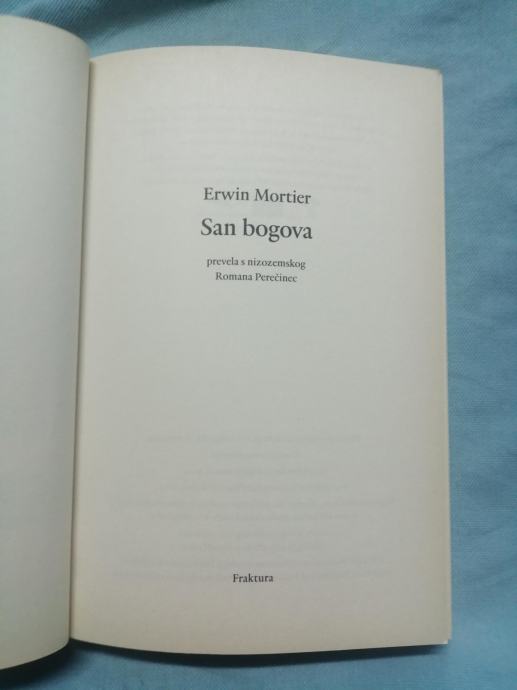 Erwin Mortier
San bogova
prevela s nizozemskog
Romana Perečinec
Fraktura